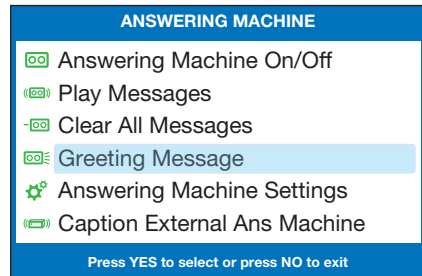 ANSWERING MACHINE
Answering Machine On/Off
Play Messages
Clear All Messages
Greeting Message
Answering Machine Settings
Caption External Ans Machine
Press YES to select or press NO to exit